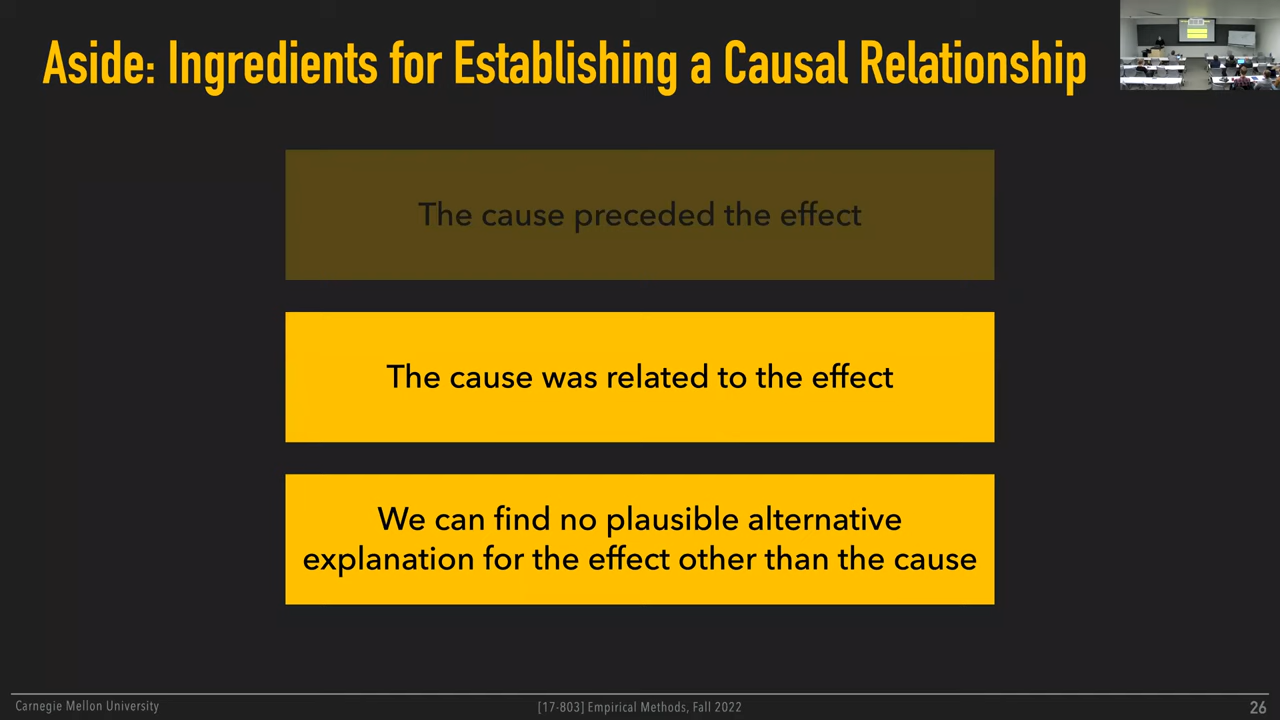 Aside: Ingredients for Establishing a Causal Relationship
The cause preceded the effect
The cause was related to the effect
We can find no plausible alternative
explanation for the effect other than the cause
Carnegie Mellon University
[17-803] Empirical Methods, Fall 2022
26